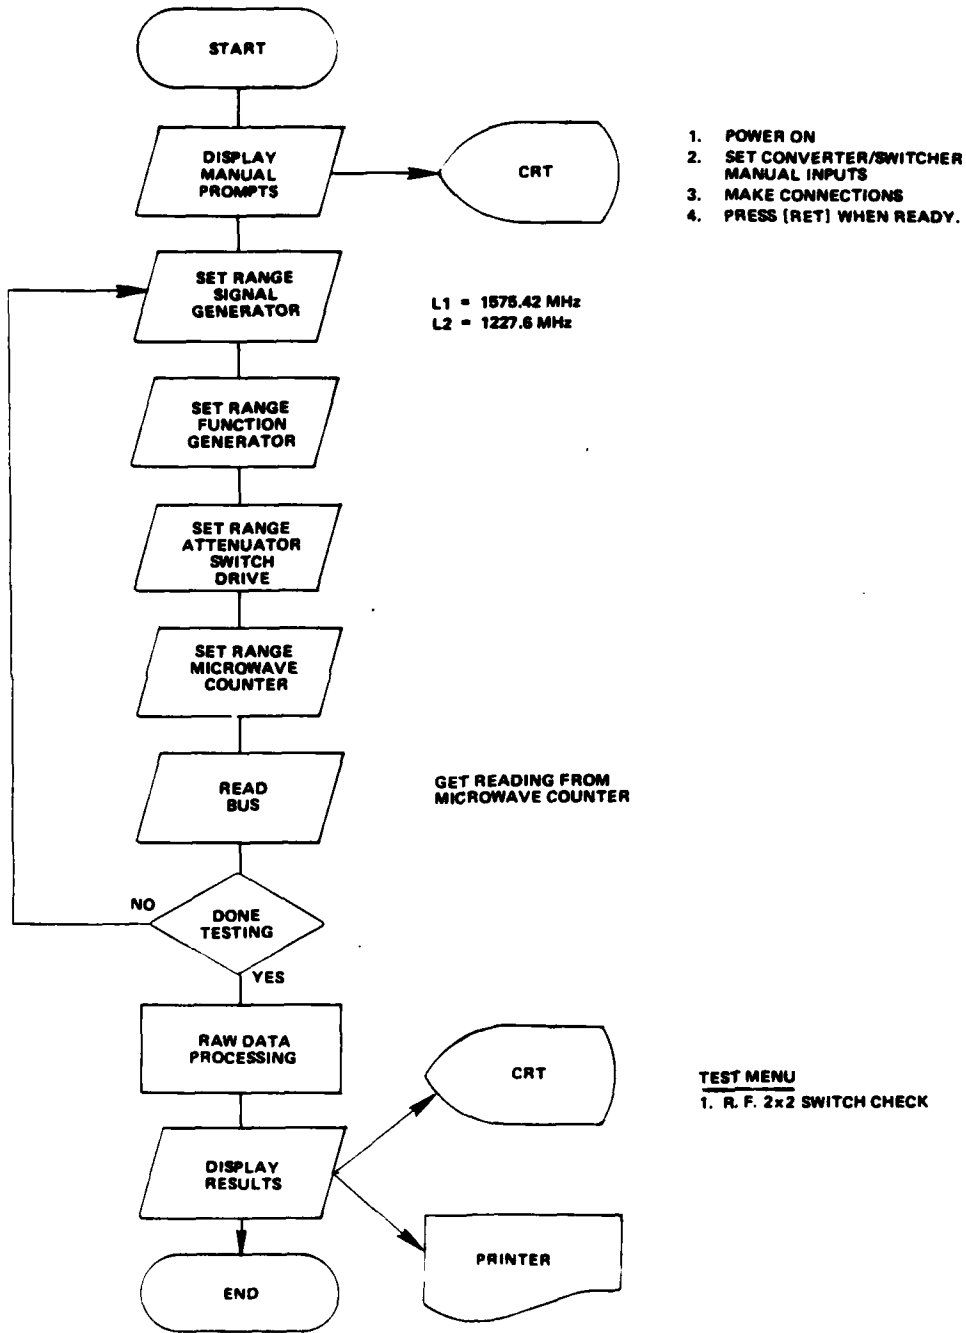 START
DISPLAY
MANUAL
PROMPTS
CRT
1. POWER ON
2. SET CONVERTER/SWITCHER
MANUAL INPUTS
3. MAKE CONNECTIONS
4. PRESS [RET] WHEN READY.
SET RANGE
SIGNAL
GENERATOR
L1 = 1575.42 MHz
L2 = 1227.6 MHz
SET RANGE
FUNCTION
GENERATOR
SET RANGE
ATTENUATOR
SWITCH
DRIVE
SET RANGE
MICROWAVE
COUNTER
READ
BUS
GET READING FROM
MICROWAVE COUNTER
NO
DONE
TESTING
YES
RAW DATA
PROCESSING
CRT
TEST MENU
1. R. F. 2x2 SWITCH CHECK
DISPLAY
RESULTS
PRINTER
END